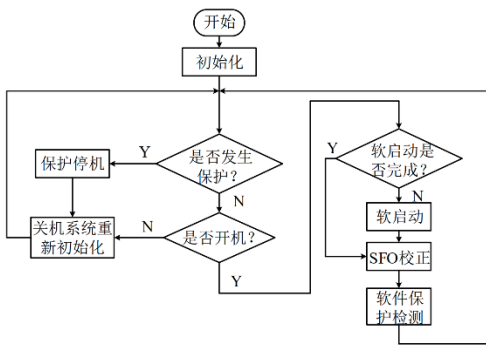 开始
初始化
是否发生
保护？
Y
保护停机
N
关机系统重
新初始化
N
是否开机？
Y
软启动是
否完成？
Y
N
软启动
SFO校正
软件保
护检测